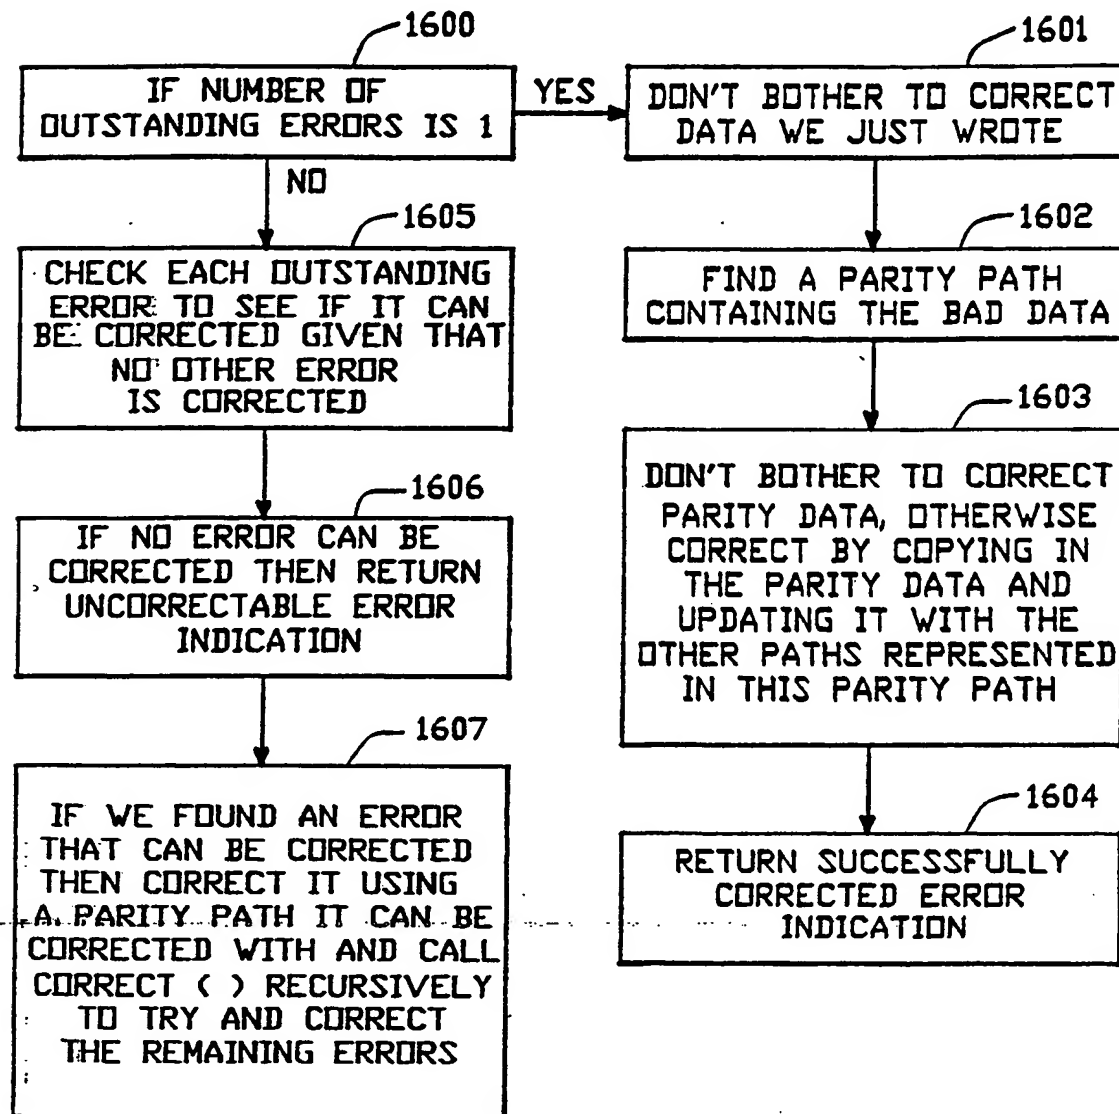 1600
IF NUMBER OF
OUTSTANDING ERRORS IS 1
YES
NO
1601
DON'T BOTHER TO CORRECT
DATA WE JUST WROTE
1605
CHECK EACH OUTSTANDING
ERROR TO SEE IF IT CAN
BE CORRECTED GIVEN THAT
NO OTHER ERROR
IS CORRECTED
1602
FIND A PARITY PATH
CONTAINING THE BAD DATA
1606
IF NO ERROR CAN BE
CORRECTED THEN RETURN
UNCORRECTABLE ERROR
INDICATION
1603
DON'T BOTHER TO CORRECT
PARITY DATA, OTHERWISE
CORRECT BY COPYING IN
THE PARITY DATA AND
UPDATING IT WITH THE
OTHER PATHS REPRESENTED
IN THIS PARITY PATH
1607
IF WE FOUND AN ERROR
THAT CAN BE CORRECTED
THEN CORRECT IT USING
A PARITY PATH IT CAN BE
CORRECTED WITH AND CALL
CORRECT ( ) RECURSIVELY
TO TRY AND CORRECT
THE REMAINING ERRORS
1604
RETURN SUCCESSFULLY
CORRECTED ERROR
INDICATION